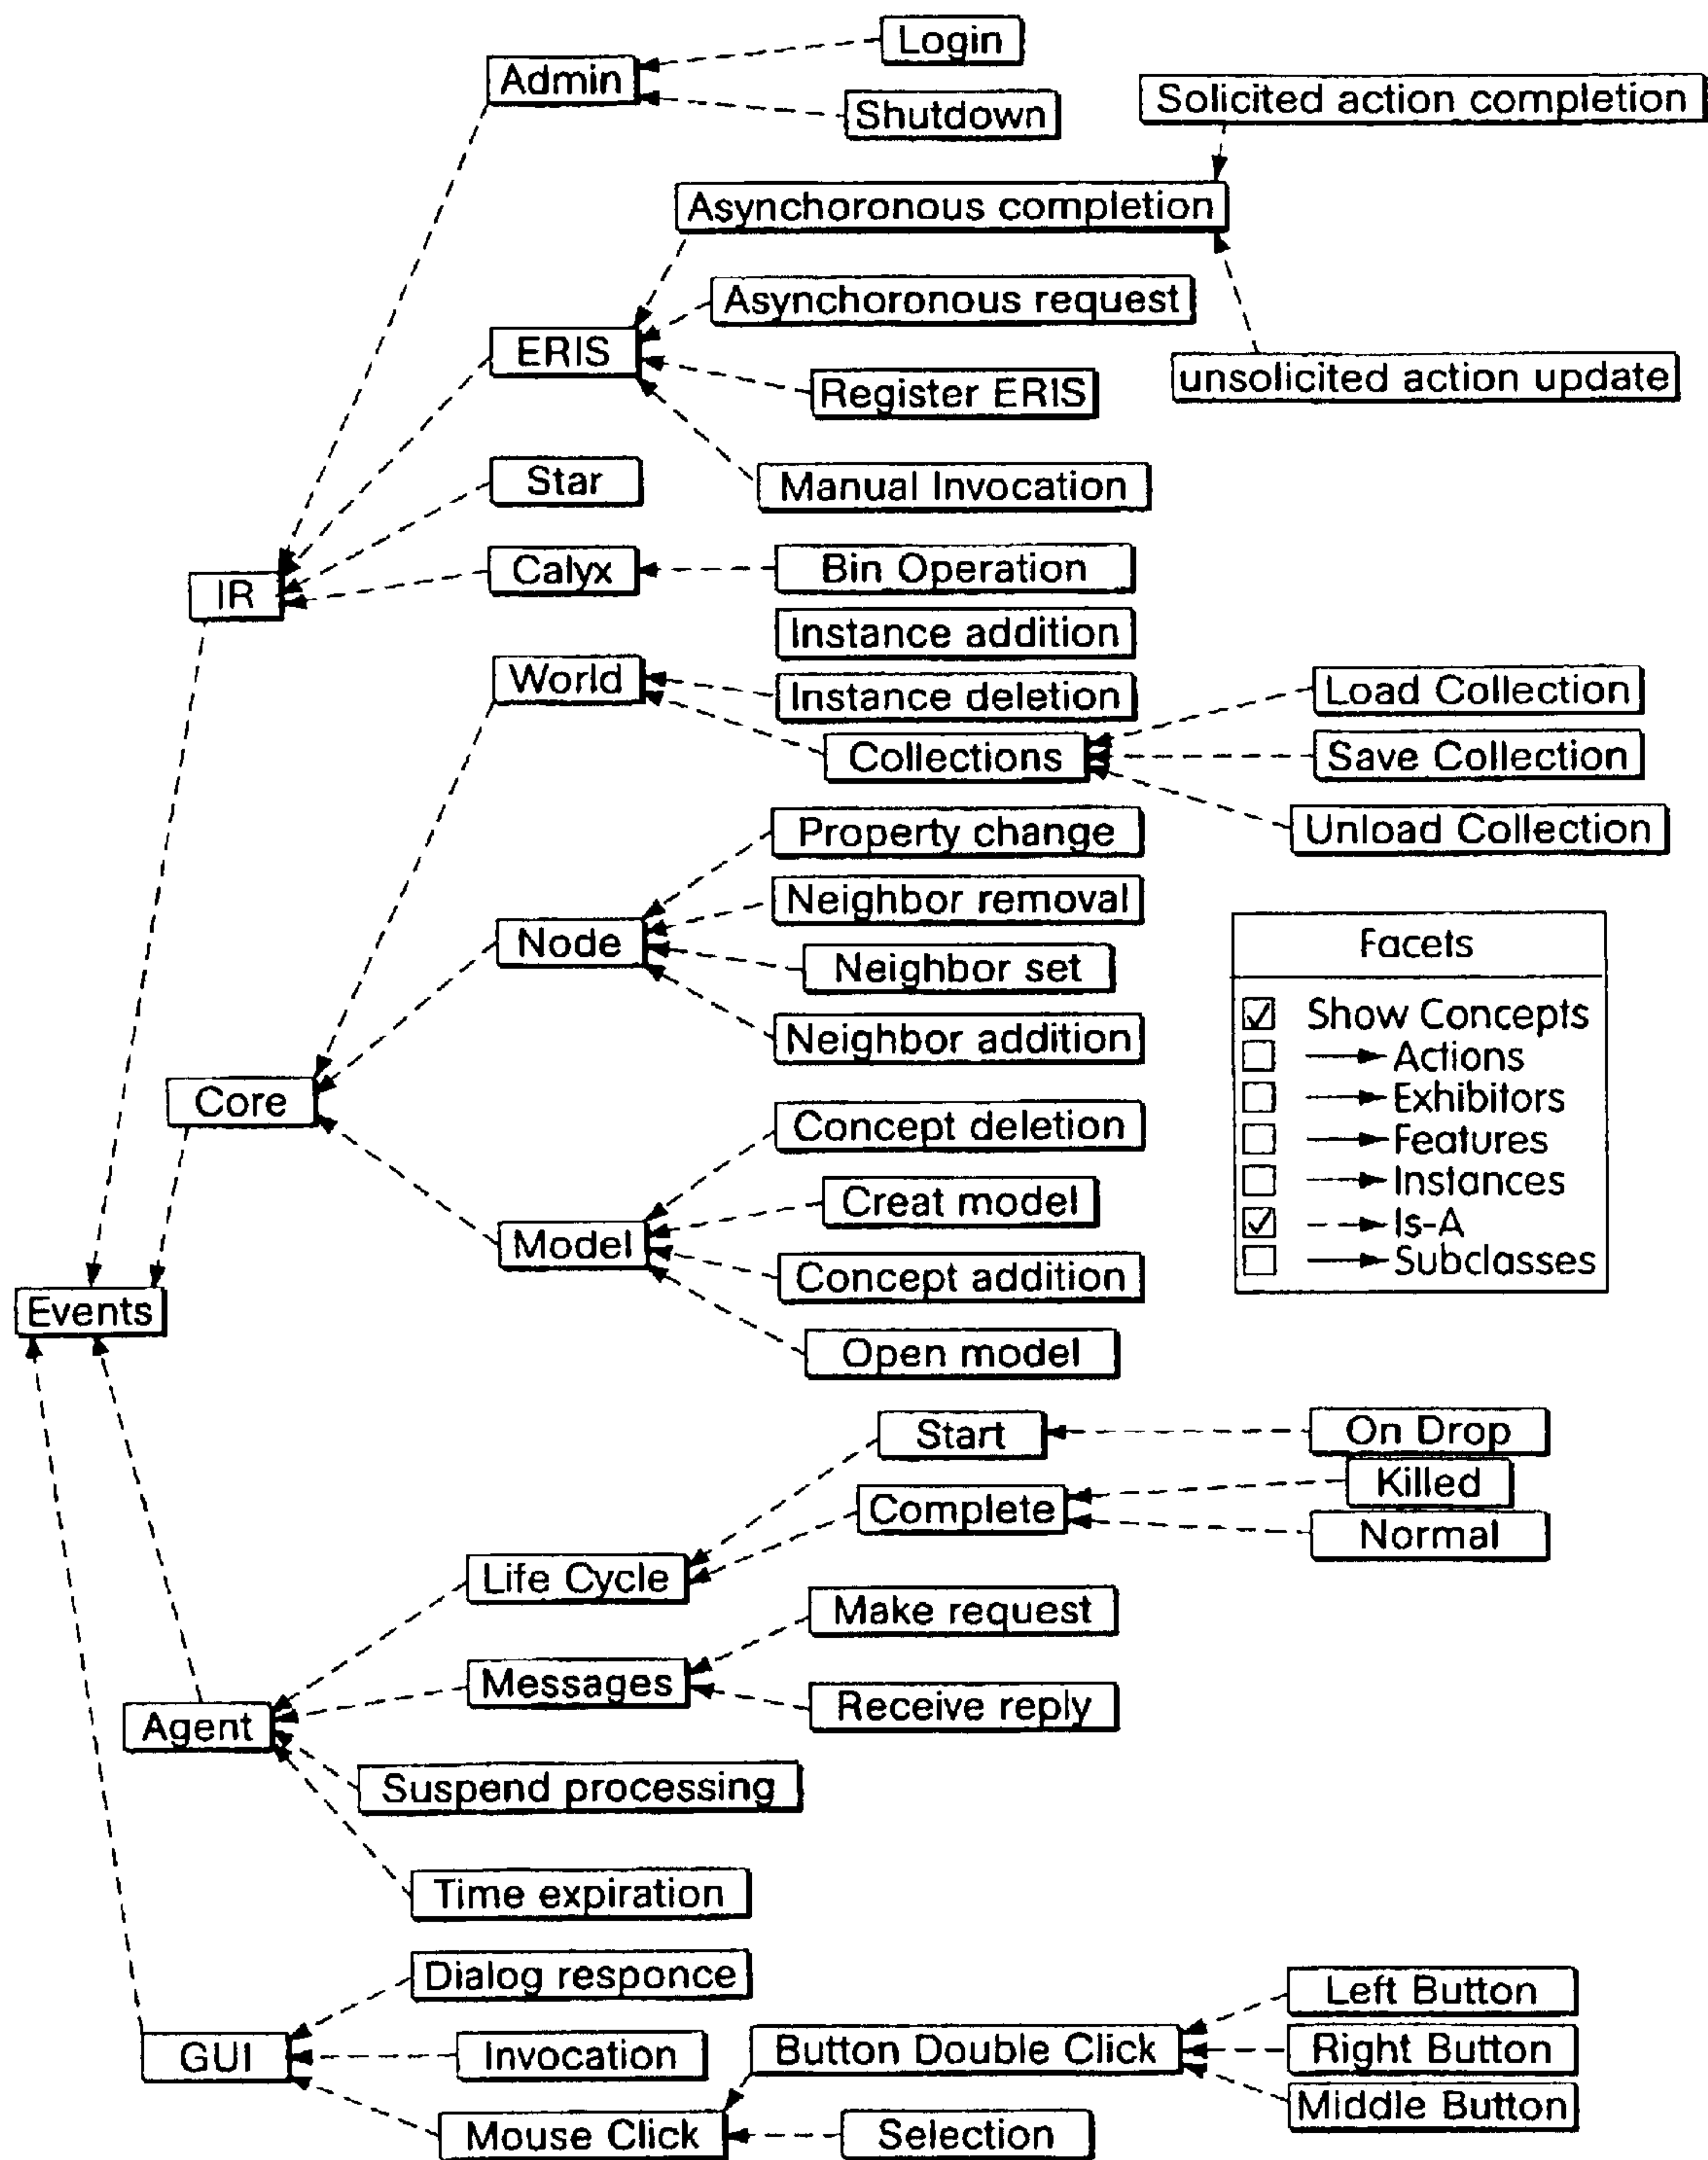 Login
Admin
Shutdown
Solicited action completion
Asynchoronous completion
Asynchoronous request
ERIS
Register ERIS
unsolicited action update
Star
Manual Invocation
Calyx
Bin Operation
IR
Instance addition
World
Instance deletion
Load Collection
Collections
Save Collection
Property change
Unload Collection
Neighbor removal
Node
Neighbor set
Neighbor addition
Facets
Show Concepts
Actions
Exhibitors
Features
Instances
Is-A
Subclasses
Core
Concept deletion
Creat model
Model
Concept addition
Events
Open model
Start
On Drop
Killed
Complete
Normal
Life Cycle
Make request
Messages
Receive reply
Agent
Suspend processing
Time expiration
Dialog responce
Left Button
GUI
Invocation
Button Double Click
Right Button
Middle Button
Mouse Click
Selection